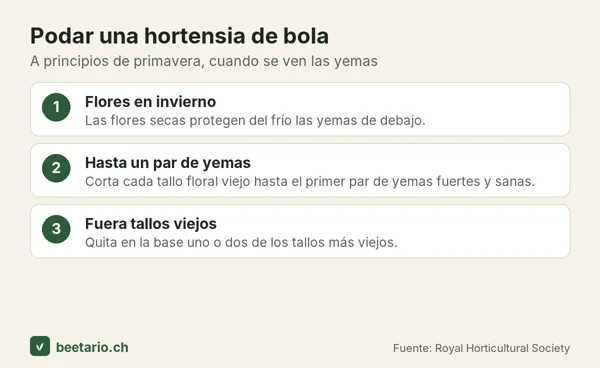 Podar una hortensia de bola
A principios de primavera, cuando se ven las yemas
1
Flores en invierno
Las flores secas protegen del frío las yemas de debajo.
2
Hasta un par de yemas
Corta cada tallo floral viejo hasta el primer par de yemas fuertes y sanas.
3
Fuera tallos viejos
Quita en la base uno o dos de los tallos más viejos.
beetario.ch
Fuente: Royal Horticultural Society